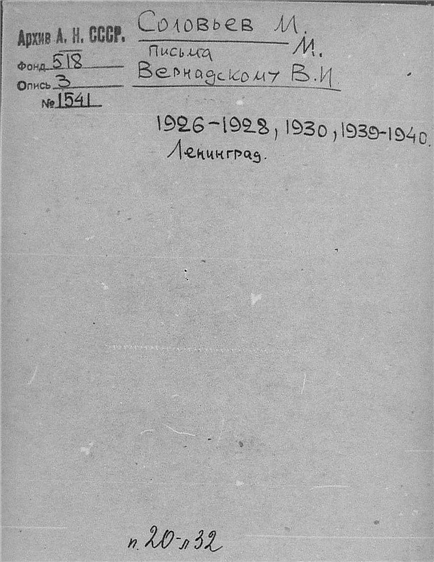 Архив А. Н. СССР.
Фонд 518
Опись 3
№ 1541
Соловьев М.
М.
письма
Вернадскому В.И.
1926-1928, 1930, 1939-1940.
Ленинград.
п. 20-л 32